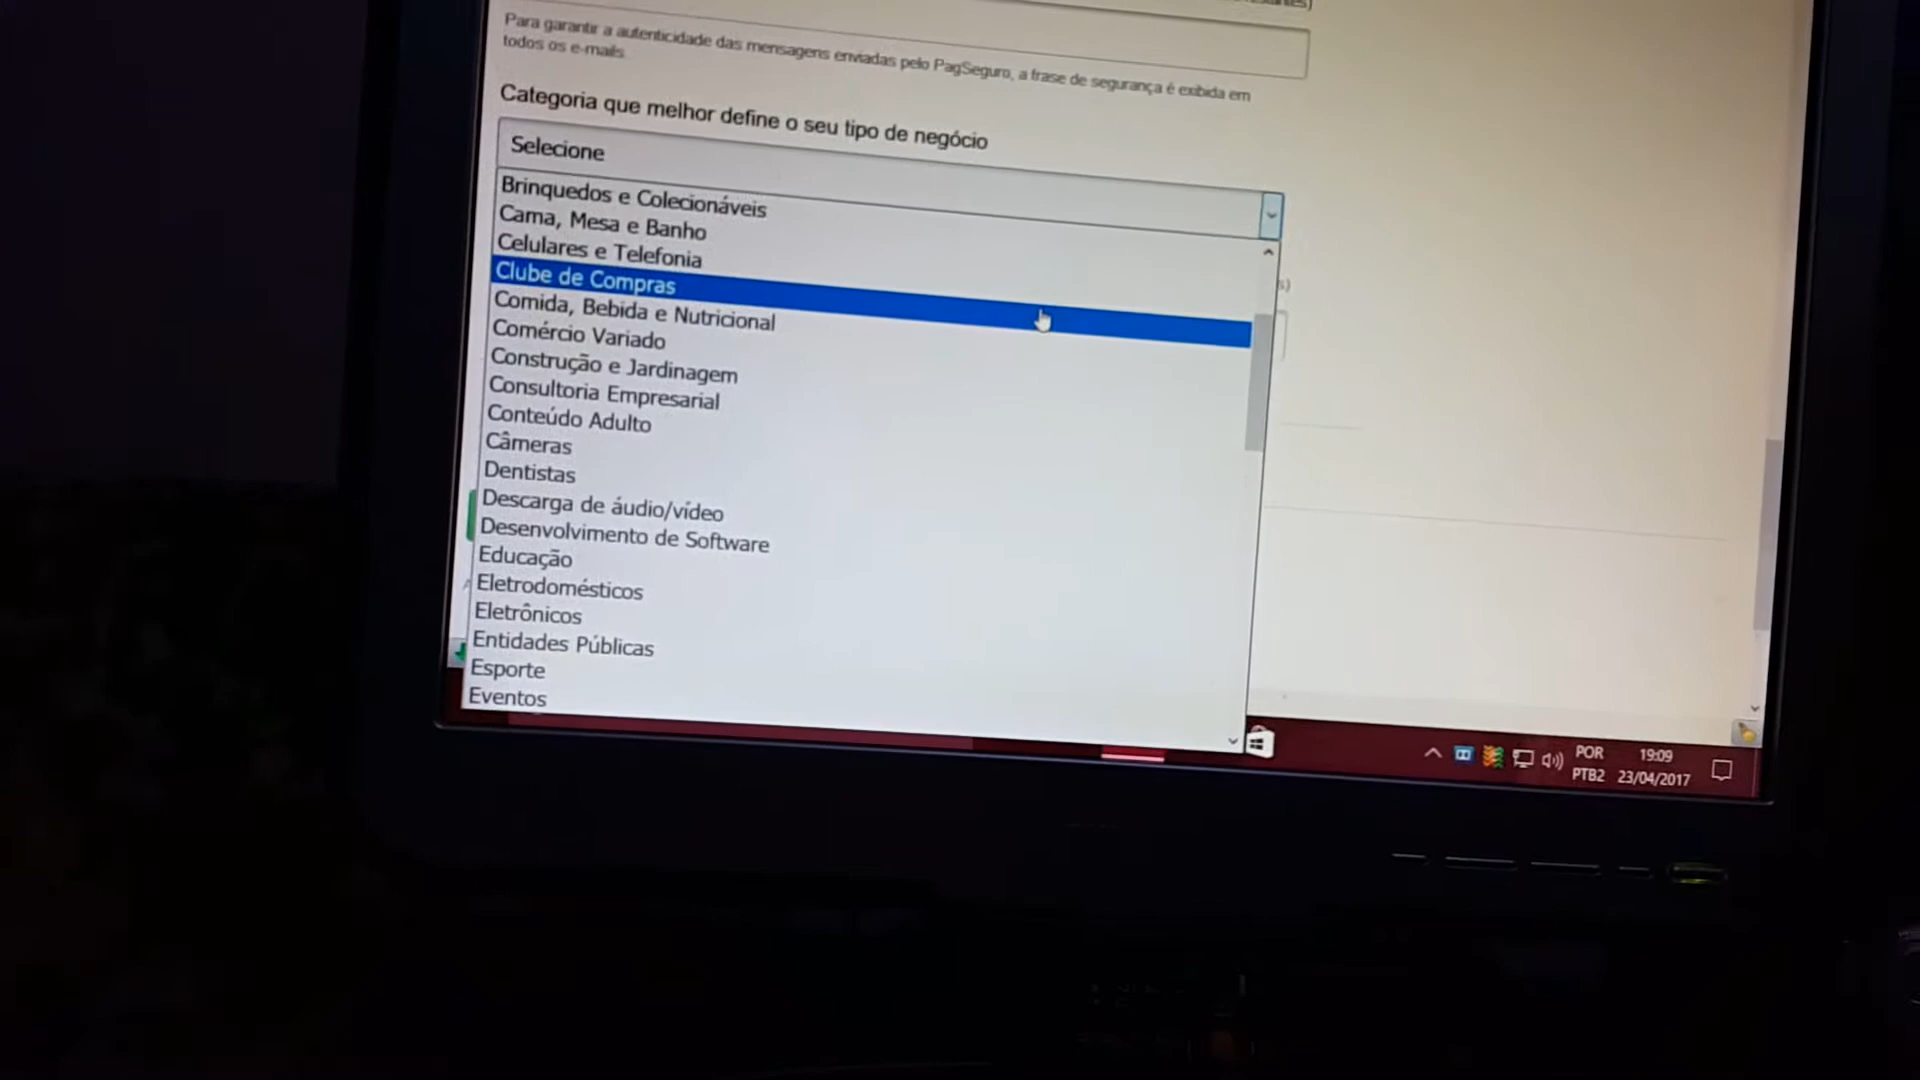 Para garantir a autenticidade das mensagens enviadas pelo PagSeguro, a frase de segurança é exibida em
todos os e-mails.
Categoria que melhor define o seu tipo de negócio
Selecione
Brinquedos e Colecionáveis
Cama, Mesa e Banho
Celulares e Telefonia
Clube de Compras
Comida, Bebida e Nutricional
Comércio Variado
Construção e Jardinagem
Consultoria Empresarial
Conteúdo Adulto
Câmeras
Dentistas
Descarga de áudio/vídeo
Desenvolvimento de Software
Educação
Eletrodomésticos
Eletrônicos
Entidades Públicas
Esporte
Eventos
POR 19:09
PTB2 23/04/2017